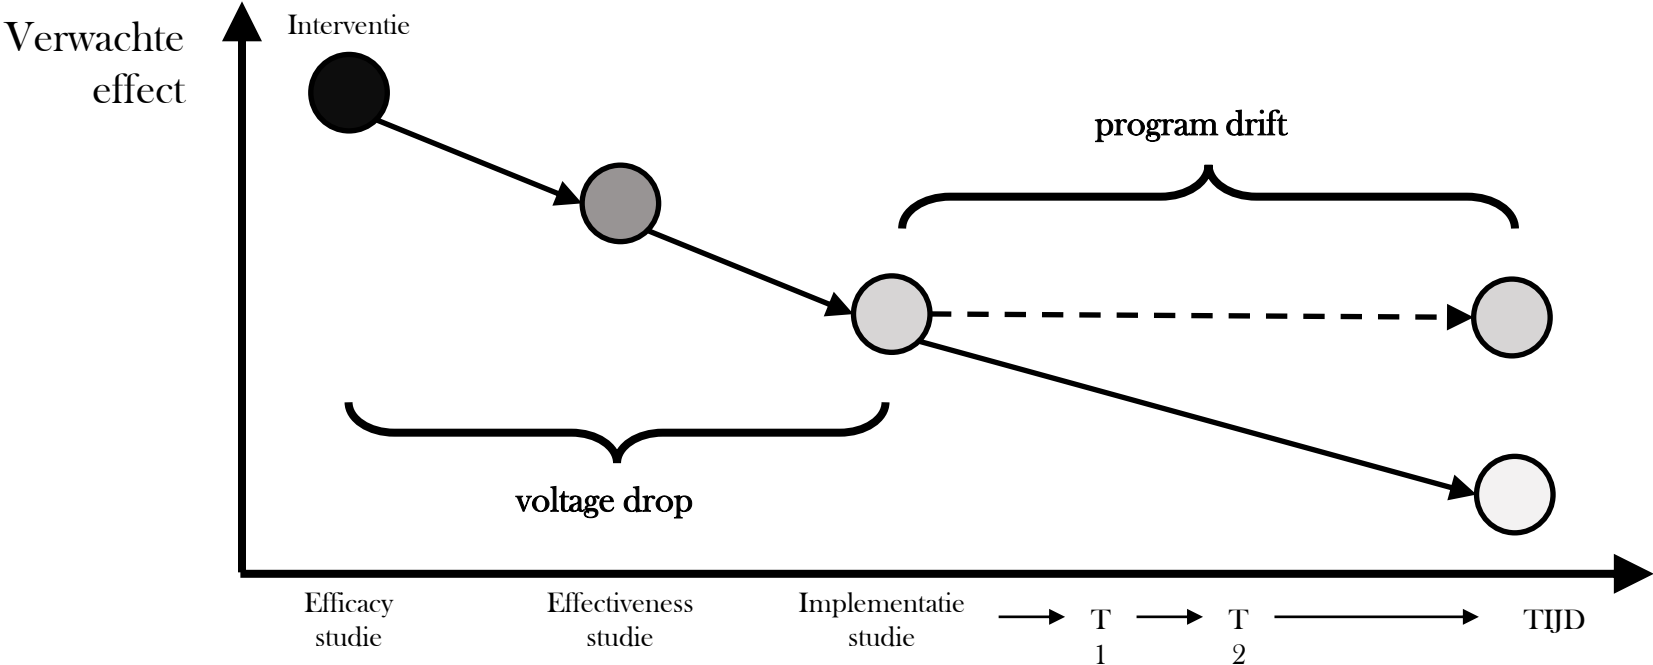 Verwachte
effect
Interventie
program drift
voltage drop
Efficacy
studie
Effectiveness
studie
Implementatie
studie
T
1
T
2
TIJD